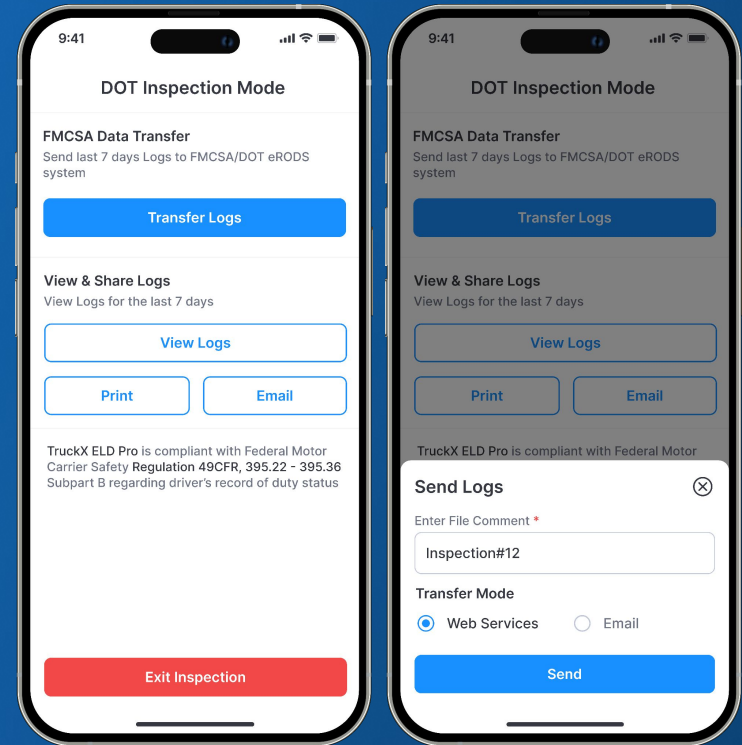 9:41
DOT Inspection Mode
FMCSA Data Transfer
Send last 7 days Logs to FMCSA/DOT eRODS
system
Transfer Logs
View & Share Logs
View Logs for the last 7 days
View Logs
Print
Email
TruckX ELD Pro is compliant with Federal Motor
Carrier Safety Regulation 49CFR, 395.22 - 395.36
Subpart B regarding driver's record of duty status
Exit Inspection
9:41
DOT Inspection Mode
FMCSA Data Transfer
Send last 7 days Logs to FMCSA/DOT eRODS
system
Transfer Logs
View & Share Logs
View Logs for the last 7 days
View Logs
Print
Email
TruckX ELD Pro is compliant with Federal Motor
Send Logs
Enter File Comment *
Inspection#12
Transfer Mode
Web Services
Email
Send